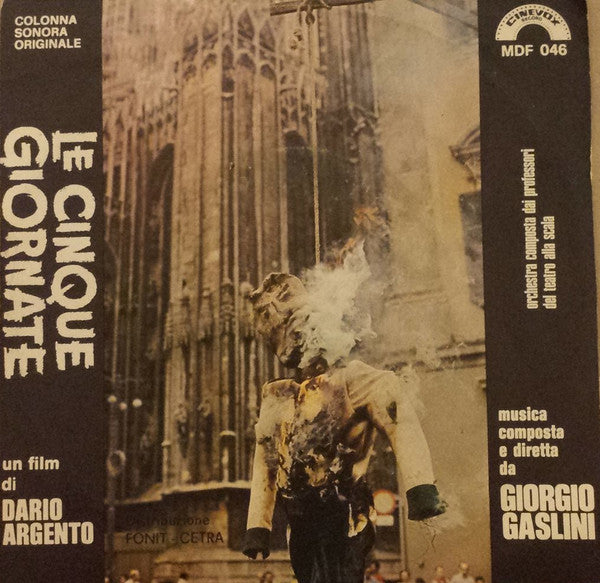 COLONNA
SONORA
ORIGINALE
LE CINQUE
GIORNATE
un film
di
DARIO
ARGENTO
Distribuzione
FONIT - CETRA
CINEVOX
RECORD
MDF 046
orchestra composta dai professori
del teatro alla scala
musica
composta
e diretta
da
GIORGIO
GASLINI